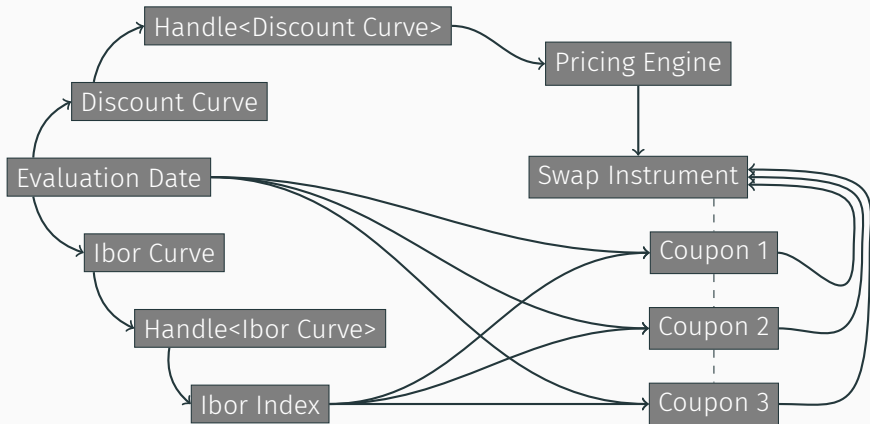 Handle<Discount Curve>
Pricing Engine
Discount Curve
Evaluation Date
Swap Instrument
Ibor Curve
Coupon 1
Handle<Ibor Curve>
Coupon 2
Ibor Index
Coupon 3